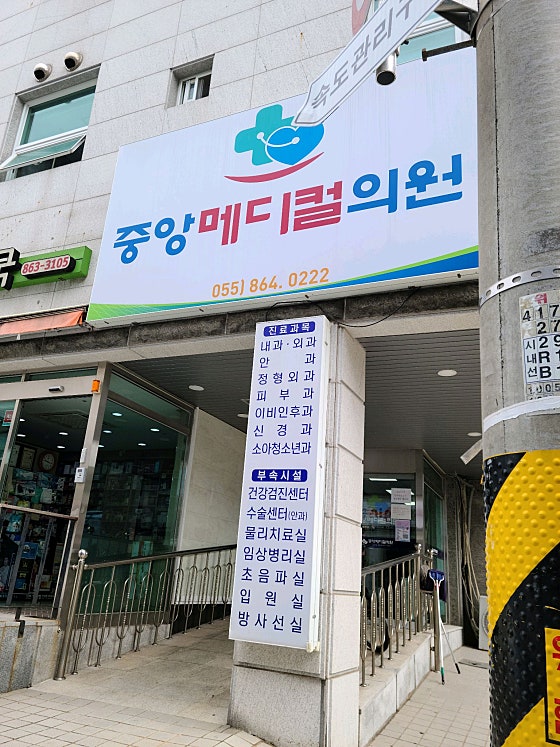 속도관리구
중앙메디컬의원
055) 864. 0222
863-3105
진료과목
내과·외과
안 과
정형외과
피 부 과
이비인후과
신 경 과
소아청소년과
부속시설
건강검진센터
수술센터(안과)
물리치료실
임상병리실
초음파실
입 원 실
방사선실